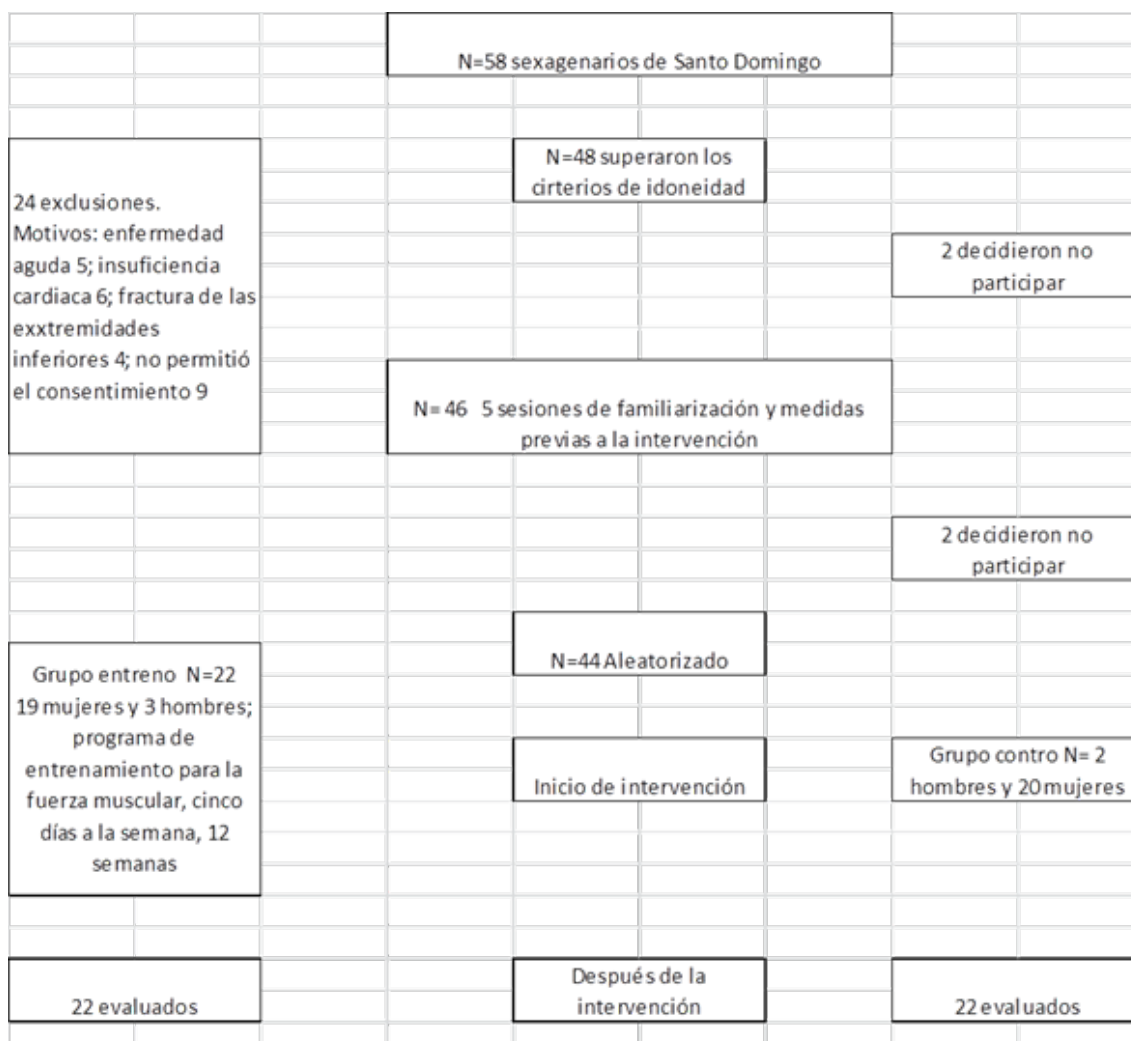 N=58 sexagenarios de Santo Domingo
N=48 superaron los
cirterios de idoneidad
24 exclusiones.
Motivos: enfermedad
aguda 5; insuficiencia
cardiaca 6; fractura de las
exxtremidades
inferiores 4; no permitió
el consentimiento 9
2 decidieron no
participar
N= 46 5 sesiones de familiarización y medidas
previas a la intervención
2 decidieron no
participar
N=44 Aleatorizado
Grupo entreno N=22
19 mujeres y 3 hombres;
programa de
entrenamiento para la
fuerza muscular, cinco
días a la semana, 12
semanas
Inicio de intervención
Grupo contro N= 2
hombres y 20 mujeres
22 evaluados
Después de la
intervención
22 evaluados